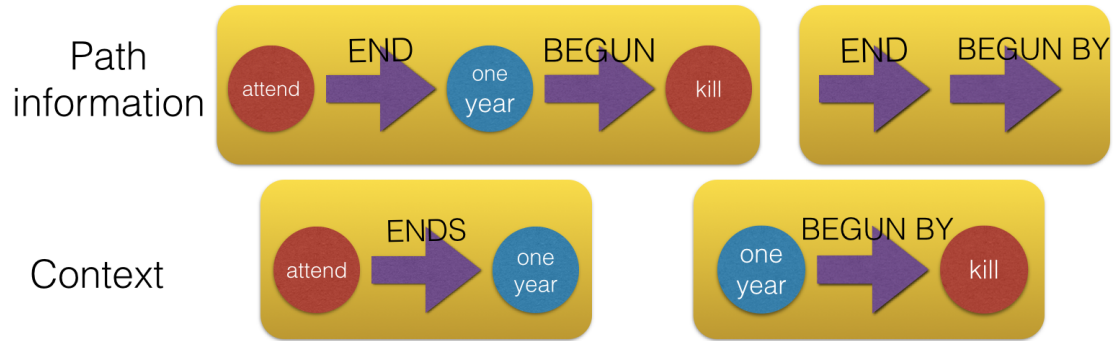 Path
information
attend
END
one
year
BEGUN
kill
END
BEGUN BY
Context
attend
ENDS
one
year
one
year
BEGUN BY
kill